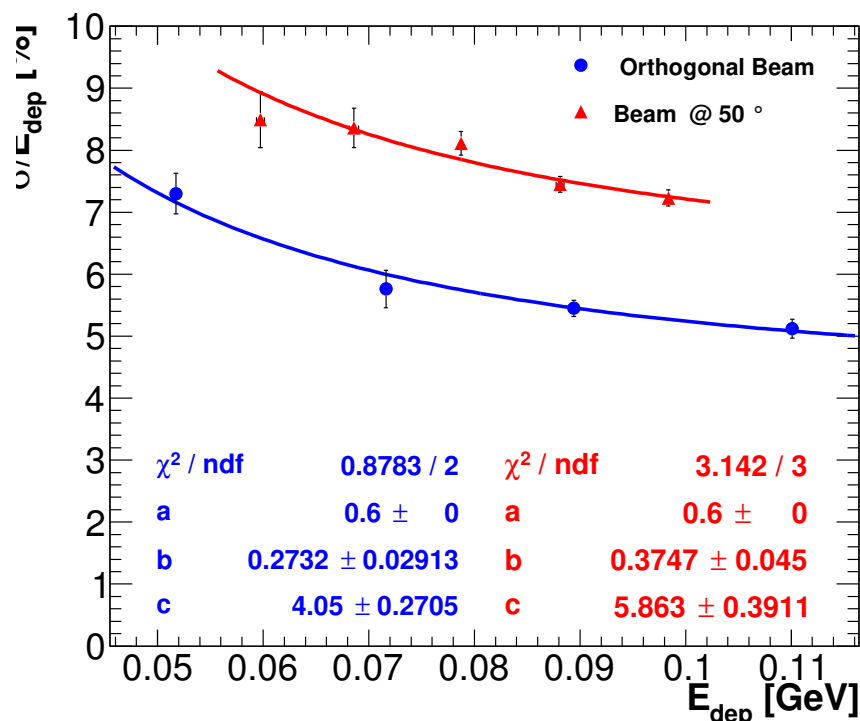 σ/E_dep [%]
10
9
8
7
6
5
4
3
2
1
0
Orthogonal Beam
Beam @ 50 °
χ² / ndf 0.8783 / 2
a 0.6 ± 0
b 0.2732 ± 0.02913
c 4.05 ± 0.2705
χ² / ndf 3.142 / 3
a 0.6 ± 0
b 0.3747 ± 0.045
c 5.863 ± 0.3911
0.05 0.06 0.07 0.08 0.09 0.1 0.11
E_dep [GeV]